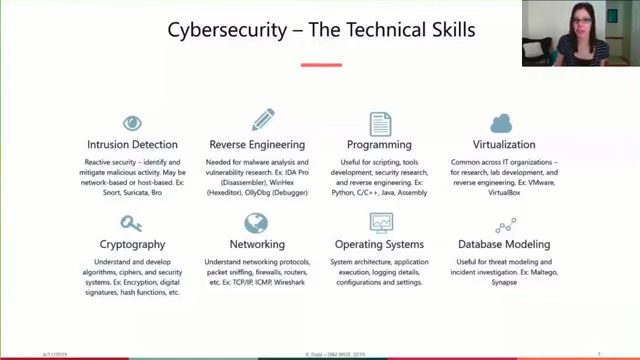 Cybersecurity – The Technical Skills
Intrusion Detection
Reactive security – identify and
mitigate malicious activity. May be
network-based or host-based. Ex:
Snort, Suricata, Bro
Reverse Engineering
Needed for malware analysis and
vulnerability research. Ex: IDA Pro
(Disassembler), WinHex
(Hexeditor), OllyDbg (Debugger)
Programming
Useful for scripting, tools
development, security research,
and reverse engineering. Ex:
Python, C/C++, Java, Assembly
Virtualization
Common across IT organizations –
for research, lab development, and
reverse engineering. Ex: VMware,
VirtualBox
Cryptography
Understand and develop
algorithms, ciphers, and security
systems. Ex: Encryption, digital
signatures, hash functions, etc.
Networking
Understand networking protocols,
packet sniffing, firewalls, routers,
etc. Ex: TCP/IP, ICMP, Wireshark
Operating Systems
System architecture, application
execution, logging details,
configurations and settings.
Database Modeling
Useful for threat modeling and
incident investigation. Ex: Maltego,
Synapse
4/11/2019
K. Dahl – IBM WISE, 2019